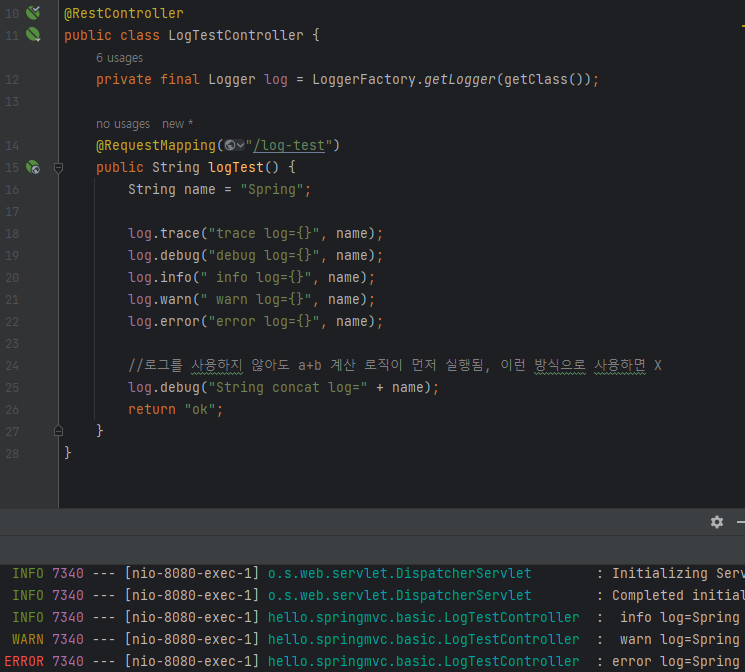 10 @RestController
11 public class LogTestController {
6 usages
12 private final Logger log = LoggerFactory.getLogger(getClass());
13
no usages new *
14 @RequestMapping("/log-test")
15 public String logTest() {
16 String name = "Spring";
17
18 log.trace("trace log={}", name);
19 log.debug("debug log={}", name);
20 log.info(" info log={}", name);
21 log.warn(" warn log={}", name);
22 log.error("error log={}", name);
23
24 //로그를 사용하지 않아도 a+b 계산 로직이 먼저 실행됨, 이런 방식으로 사용하면 X
25 log.debug("String concat log=" + name);
26 return "ok";
27 }
28 }
INFO 7340 --- [nio-8080-exec-1] o.s.web.servlet.DispatcherServlet : Initializing Serv
INFO 7340 --- [nio-8080-exec-1] o.s.web.servlet.DispatcherServlet : Completed initial
INFO 7340 --- [nio-8080-exec-1] hello.springmvc.basic.LogTestController : info log=Spring
WARN 7340 --- [nio-8080-exec-1] hello.springmvc.basic.LogTestController : warn log=Spring
ERROR 7340 --- [nio-8080-exec-1] hello.springmvc.basic.LogTestController : error log=Spring